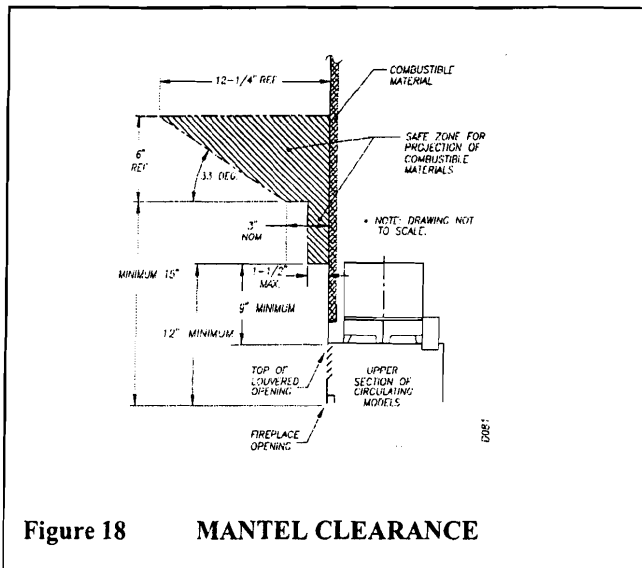 12-1/4" REF
COMBUSTIBLE
MATERIAL
SAFE ZONE FOR
PROJECTION OF
COMBUSTIBLE
MATERIALS
6"
REF
33 DEG.
3"
NOM
* NOTE: DRAWING NOT
TO SCALE.
MINIMUM 15"
1-1/2"
MAX.
9" MINIMUM
12" MINIMUM
TOP OF
LOUVERED
OPENING
UPPER
SECTION OF
CIRCULATING
MODELS
FIREPLACE
OPENING
D081
Figure 18 MANTEL CLEARANCE